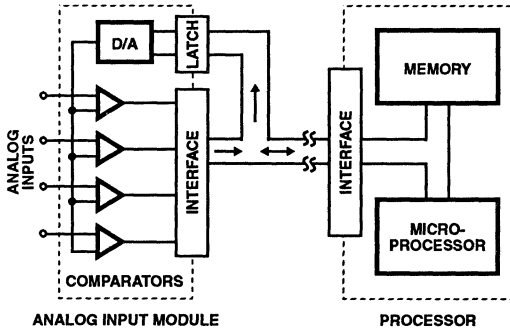 D/A
LATCH
MEMORY
ANALOG
INPUTS
INTERFACE
INTERFACE
MICRO-
PROCESSOR
COMPARATORS
ANALOG INPUT MODULE
PROCESSOR